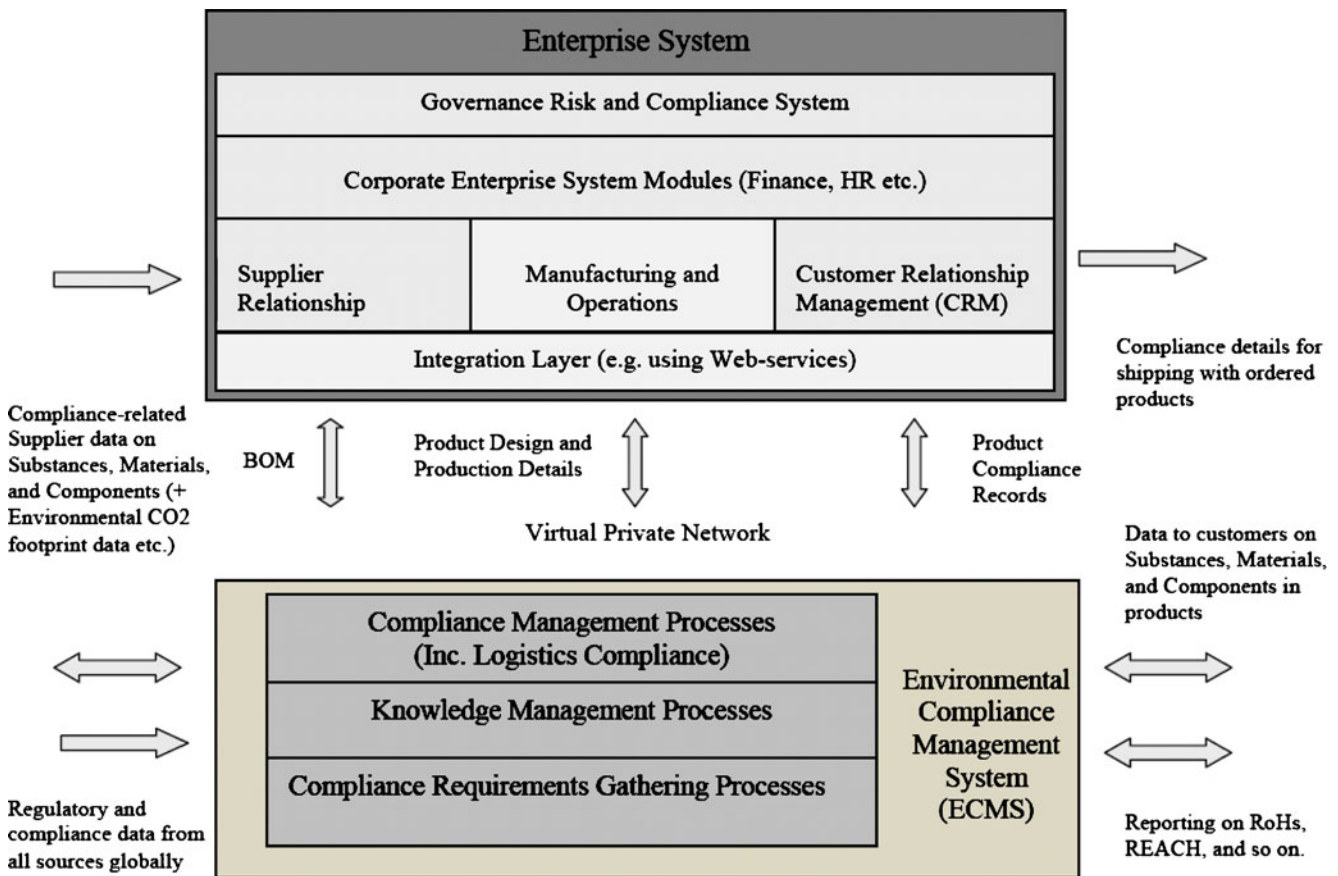 Enterprise System
Governance Risk and Compliance System
Corporate Enterprise System Modules (Finance, HR etc.)
Supplier
Relationship
Manufacturing and
Operations
Customer Relationship
Management (CRM)
Integration Layer (e.g. using Web-services)
Compliance details for
shipping with ordered
products
Compliance-related
Supplier data on
Substances, Materials,
and Components (+
Environmental CO2
footprint data etc.)
BOM
Product Design and
Production Details
Product
Compliance
Records
Virtual Private Network
Data to customers on
Substances, Materials,
and Components in
products
Compliance Management Processes
(Inc. Logistics Compliance)
Knowledge Management Processes
Compliance Requirements Gathering Processes
Environmental
Compliance
Management
System
(ECMS)
Regulatory and
compliance data from
all sources globally
Reporting on RoHs,
REACH, and so on.